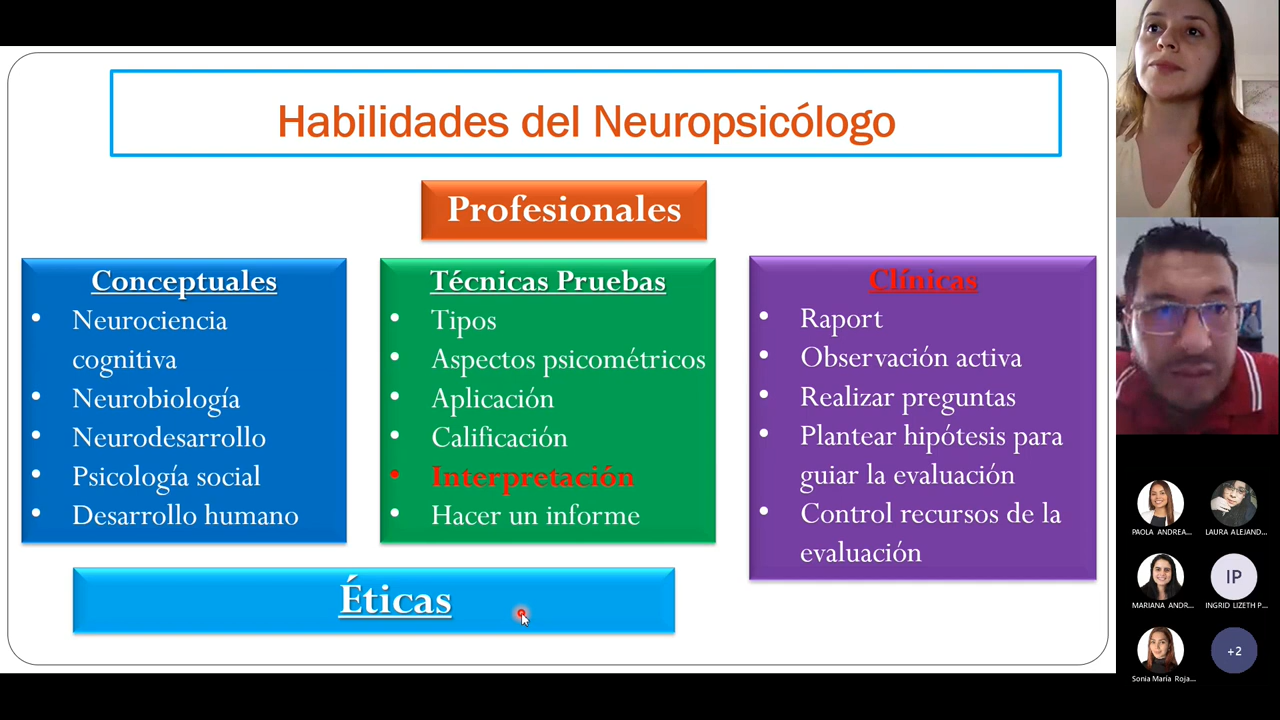 Habilidades del Neuropsicólogo
Profesionales
Conceptuales
• Neurociencia
cognitiva
• Neurobiología
• Neurodesarrollo
• Psicología social
• Desarrollo humano
Técnicas Pruebas
• Tipos
• Aspectos psicométricos
• Aplicación
• Calificación
• Interpretación
• Hacer un informe
Clínicas
• Raport
• Observación activa
• Realizar preguntas
• Plantear hipótesis para
guiar la evaluación
• Control recursos de la
evaluación
Éticas
PAOLA ANDREA...
LAURA ALEJAND...
MARIANA ANDR...
IP
INGRID LIZETH P...
Sonia María Roja...
+2